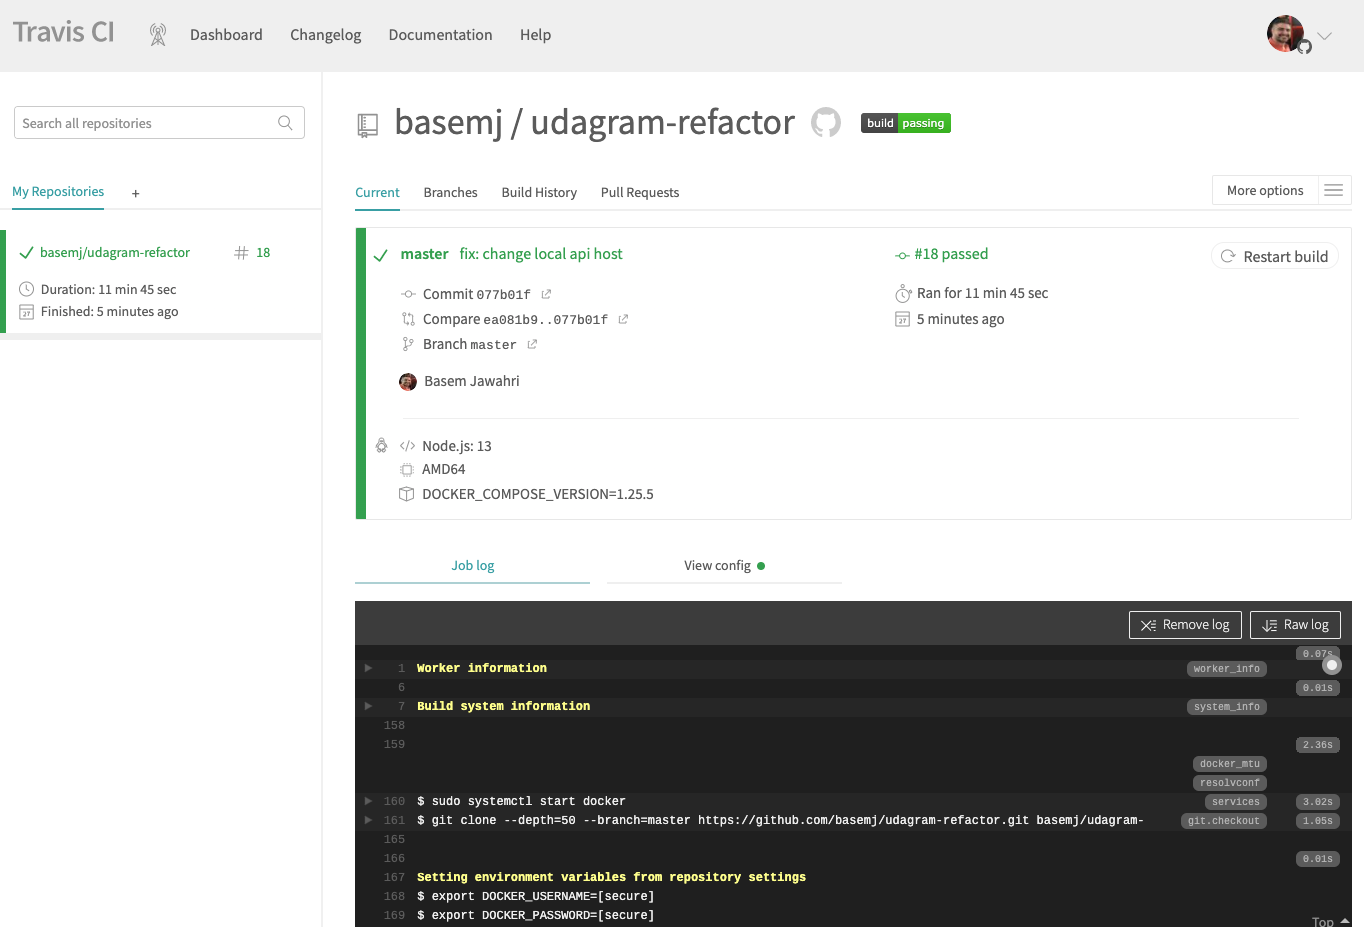 Travis CI
Dashboard
Changelog
Documentation
Help
Search all repositories
My Repositories +
basemj/udagram-refactor # 18
Duration: 11 min 45 sec
Finished: 5 minutes ago
basemj / udagram-refactor
build passing
Current
Branches
Build History
Pull Requests
More options
master fix: change local api host
Commit 077b01f
Compare ea081b9..077b01f
Branch master
Basem Jawahri
#18 passed
Ran for 11 min 45 sec
5 minutes ago
Restart build
</> Node.js: 13
AMD64
DOCKER_COMPOSE_VERSION=1.25.5
Job log
View config
Remove log
Raw log
0.07s
1 Worker information worker_info
6 0.01s
7 Build system information system_info
158
159 2.36s
docker_mtu
resolvconf
160 $ sudo systemctl start docker services 3.02s
161 $ git clone --depth=50 --branch=master https://github.com/basemj/udagram-refactor.git basemj/udagram- git.checkout 1.05s
165
166 0.01s
167 Setting environment variables from repository settings
168 $ export DOCKER_USERNAME=[secure]
169 $ export DOCKER_PASSWORD=[secure]
Top